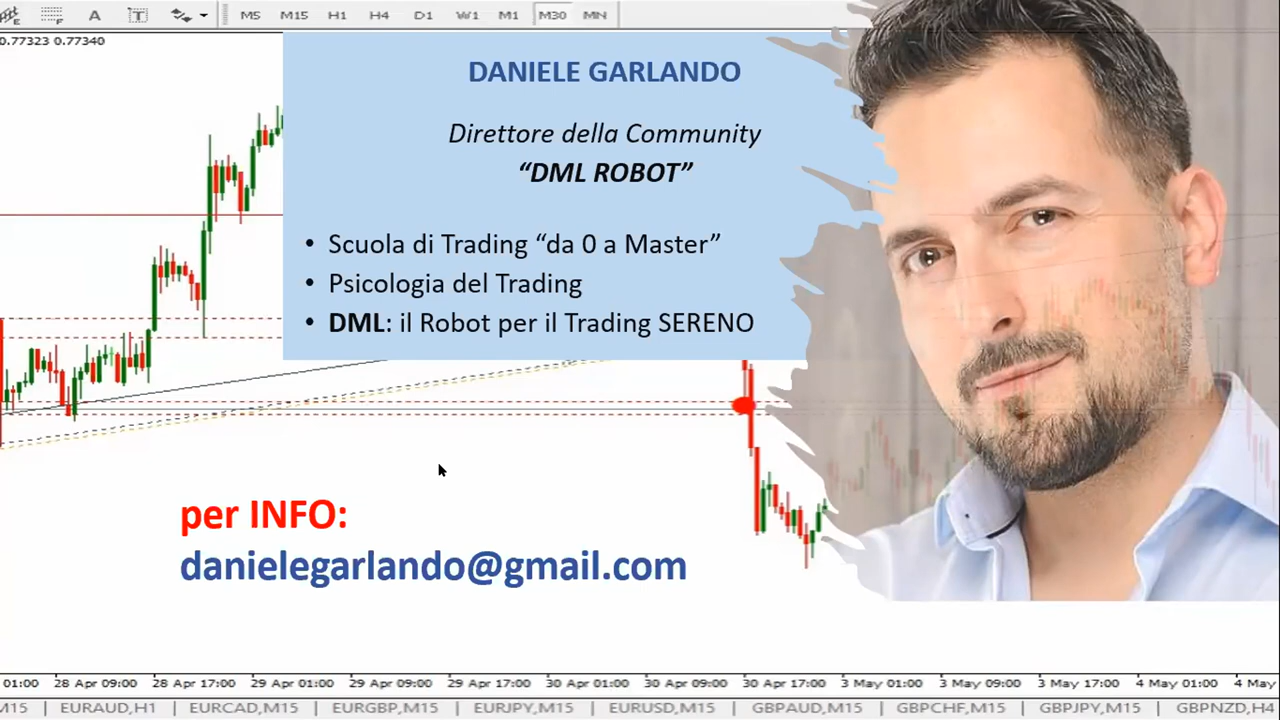 A T M5 M15 H1 H4 D1 W1 M1 M30 MN
0.77323 0.77340
DANIELE GARLANDO
Direttore della Community
“DML ROBOT”
• Scuola di Trading “da 0 a Master”
• Psicologia del Trading
• DML: il Robot per il Trading SERENO
per INFO:
danielegarlando@gmail.com
01:00 28 Apr 09:00 28 Apr 17:00 29 Apr 01:00 29 Apr 09:00 29 Apr 17:00 30 Apr 01:00 30 Apr 09:00 30 Apr 17:00 3 May 01:00 3 May 09:00 3 May 17:00 4 May 01:00 4 May
M15 | EURAUD,H1 | EURCAD,M15 | EURGBP,M15 | EURJPY,M15 | EURUSD,M15 | GBPAUD,M15 | GBPCHF,M15 | GBPJPY,M15 | GBPNZD,H4